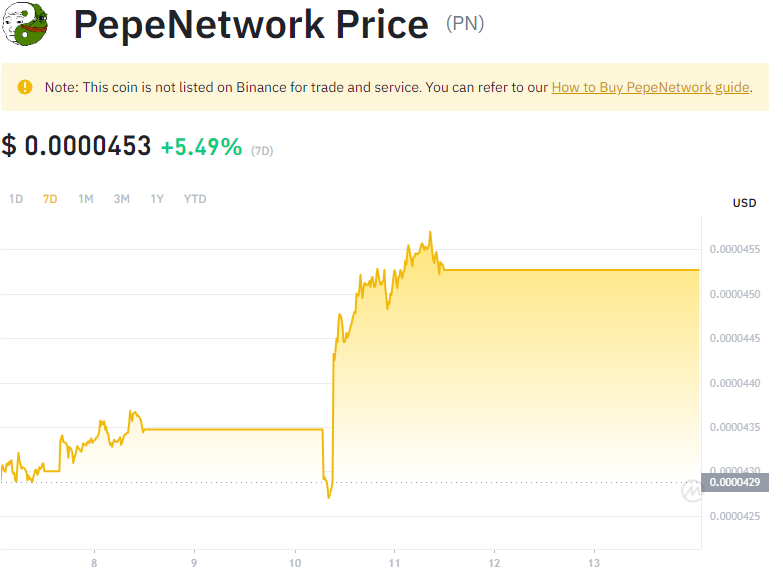 PepeNetwork Price (PN)
Note: This coin is not listed on Binance for trade and service. You can refer to our How to Buy PepeNetwork guide.
$ 0.0000453 +5.49% (7D)
1D 7D 1M 3M 1Y YTD
USD
0.0000455
0.0000450
0.0000445
0.0000440
0.0000435
0.0000430
0.0000429
0.0000425
8 9 10 11 12 13